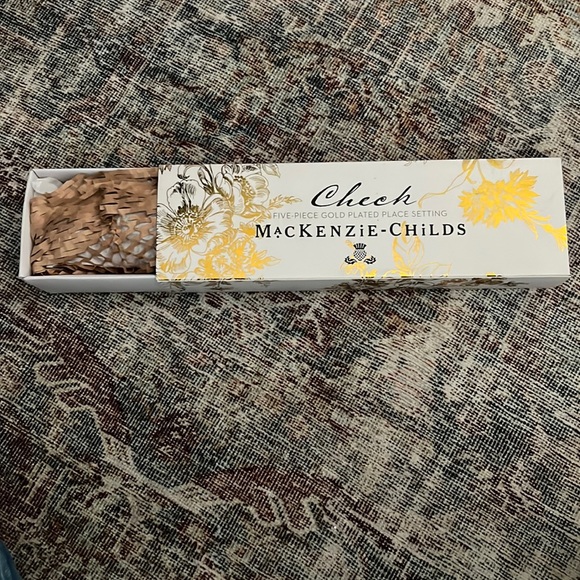 Check
FIVE-PIECE GOLD PLATED PLACE SETTING
MACKENZiE-CHiLDS